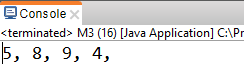 Console
<terminated> M3 (16) [Java Application] C:\Pr
5, 8, 9, 4,